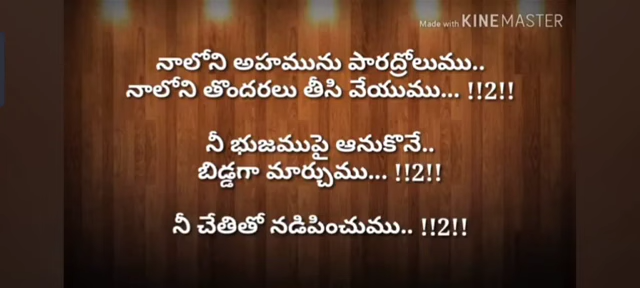 Made with KINEMASTER
నాలోని అహమును పారద్రోలుము..
నాలోని తొందరలు తీసి వేయుము... !!2!!
నీ భుజముపై ఆనుకొనే..
బిడ్డగా మార్చుము... !!2!!
నీ చేతితో నడిపించుము.. !!2!!